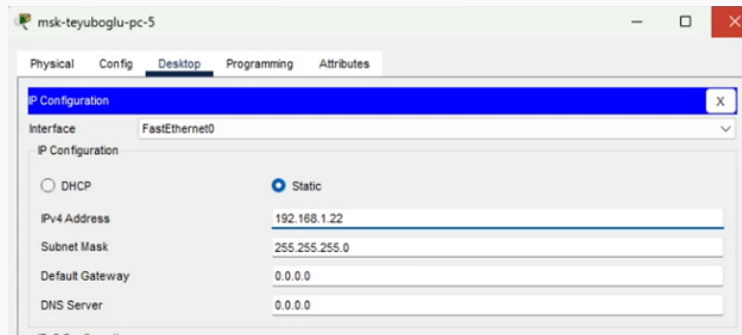 msk-teyuboglu-pc-5
Physical Config Desktop Programming Attributes
IP Configuration X
Interface FastEthernet0
IP Configuration
DHCP Static
IPv4 Address 192.168.1.22
Subnet Mask 255.255.255.0
Default Gateway 0.0.0.0
DNS Server 0.0.0.0